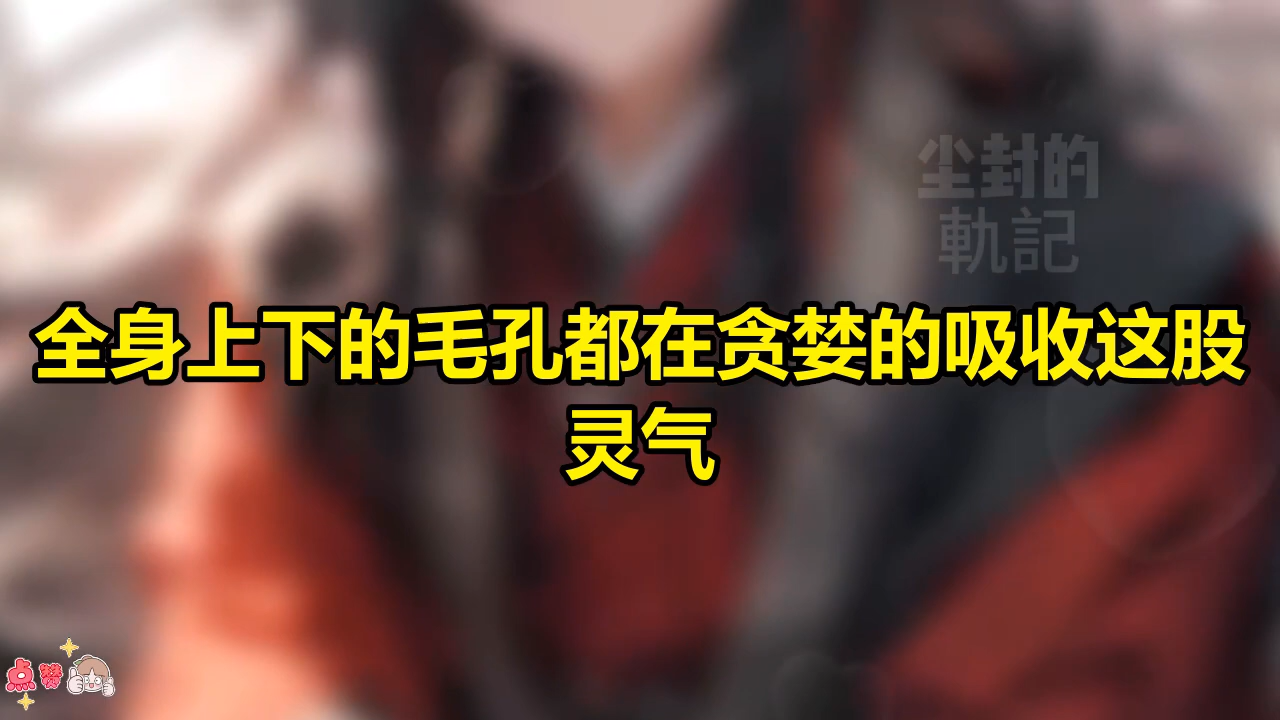 尘封的
軌記
全身上下的毛孔都在贪婪的吸收这股
灵气
点赞